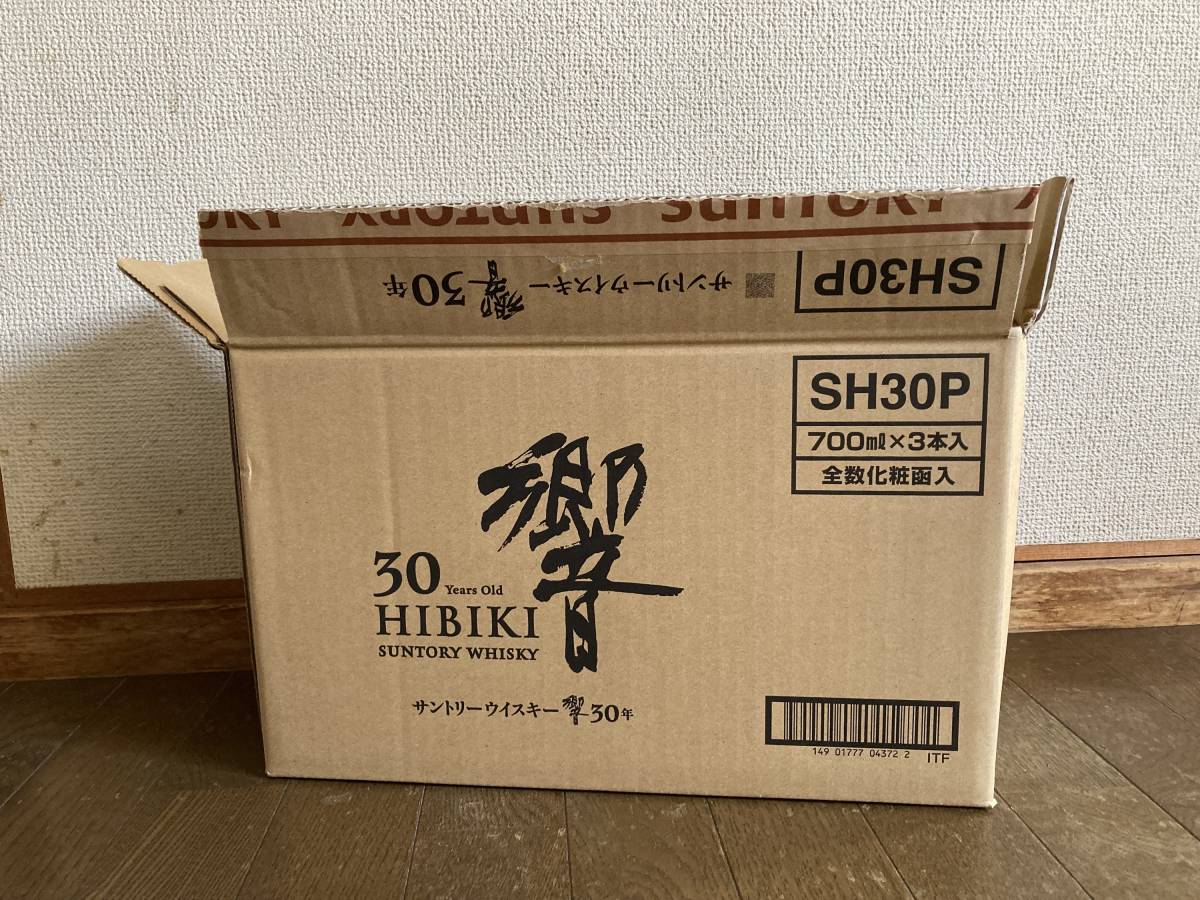 SUNTORY SUNTORY
SH30P
サントリーウイスキー 響30年
SH30P
700mℓ×3本入
全数化粧函入
響
30 Years Old
HIBIKI
SUNTORY WHISKY
サントリーウイスキー 響30年
149 01777 04372 2
ITF